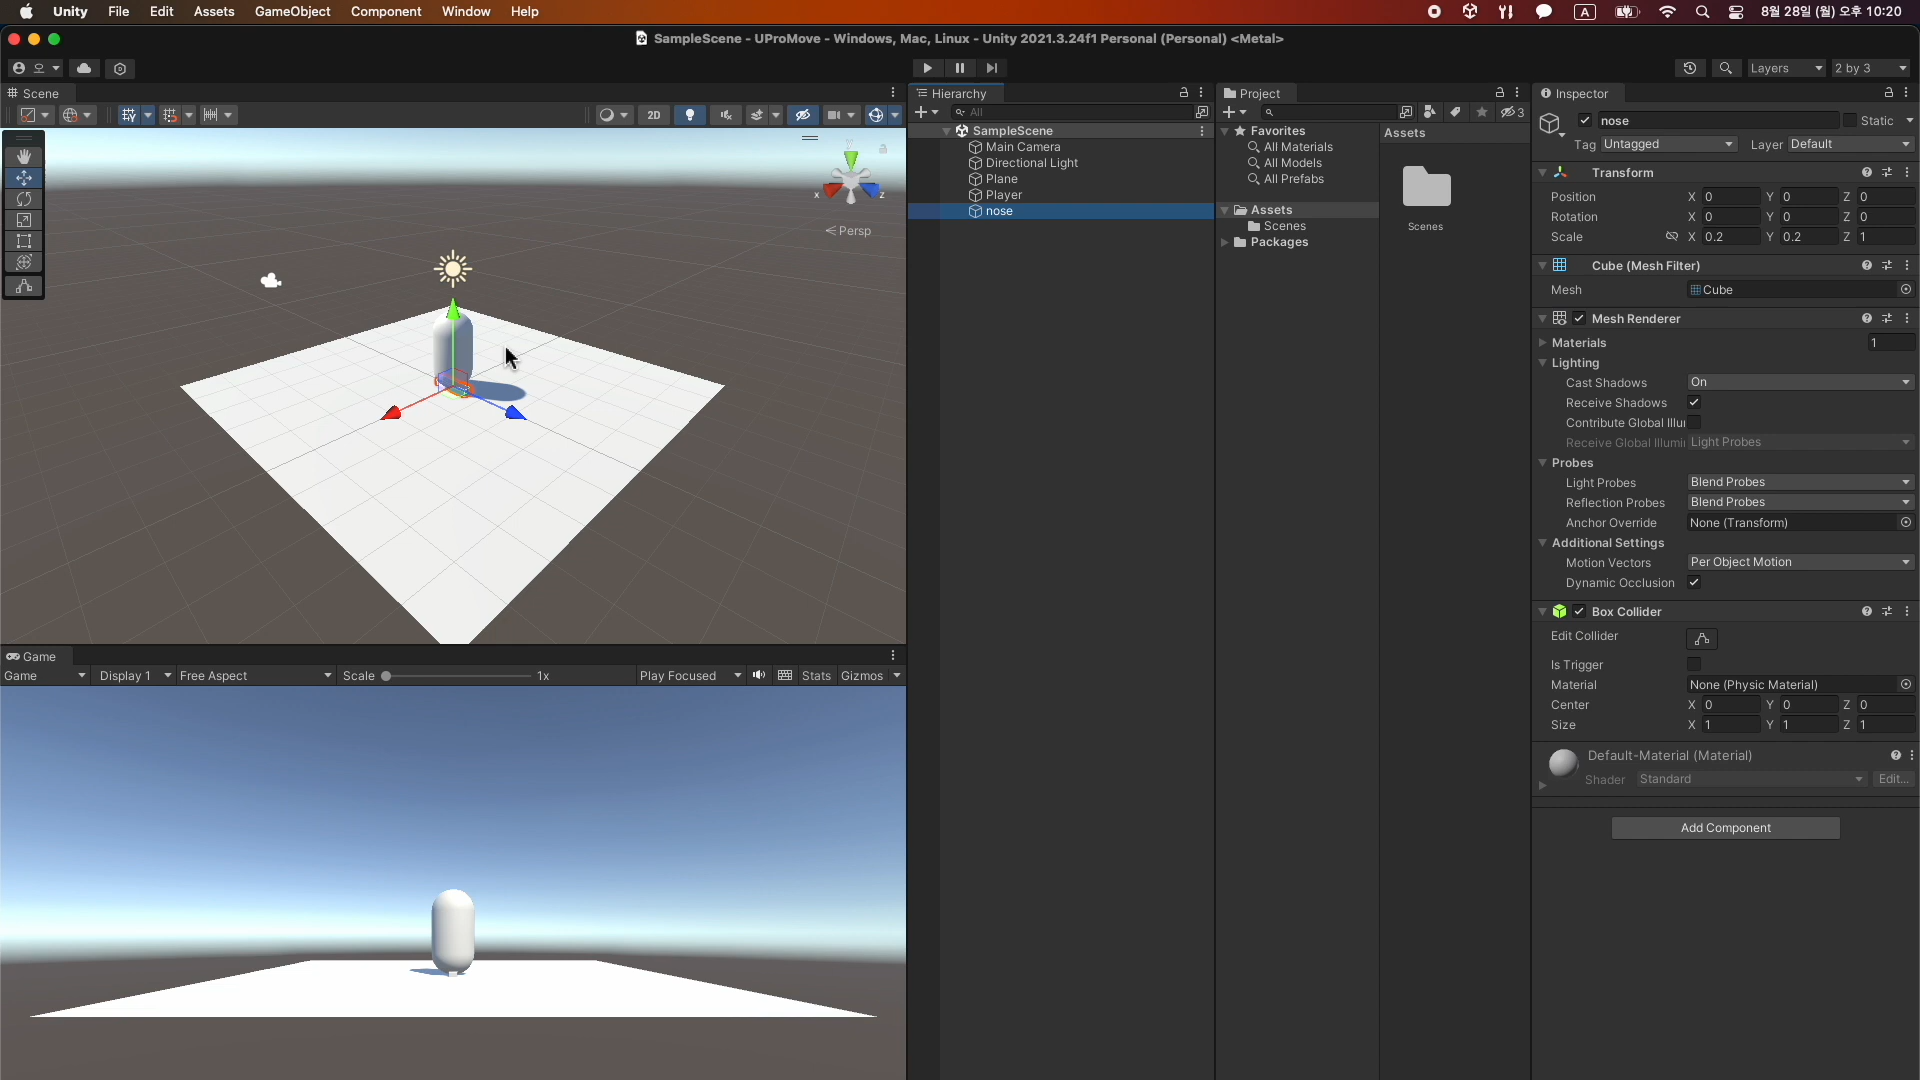 Unity File Edit Assets GameObject Component Window Help A 8월 28일 (월) 오후 10:20
SampleScene - UProMove - Windows, Mac, Linux - Unity 2021.3.24f1 Personal (Personal) <Metal>
오 Layers 2 by 3
Scene
2D
x z
Persp
Game
Game Display 1 Free Aspect Scale 1x Play Focused Stats Gizmos
Hierarchy
All
SampleScene
Main Camera
Directional Light
Plane
Player
nose
Project
3
Favorites
All Materials
All Models
All Prefabs
Assets
Scenes
Packages
Assets
Scenes
Inspector
nose Static
Tag Untagged Layer Default
Transform
Position X 0 Y 0 Z 0
Rotation X 0 Y 0 Z 0
Scale X 0.2 Y 0.2 Z 1
Cube (Mesh Filter)
Mesh Cube
Mesh Renderer
Materials 1
Lighting
Cast Shadows On
Receive Shadows
Contribute Global Illu
Receive Global Illumi Light Probes
Probes
Light Probes Blend Probes
Reflection Probes Blend Probes
Anchor Override None (Transform)
Additional Settings
Motion Vectors Per Object Motion
Dynamic Occlusion
Box Collider
Edit Collider
Is Trigger
Material None (Physic Material)
Center X 0 Y 0 Z 0
Size X 1 Y 1 Z 1
Default-Material (Material)
Shader Standard Edit...
Add Component